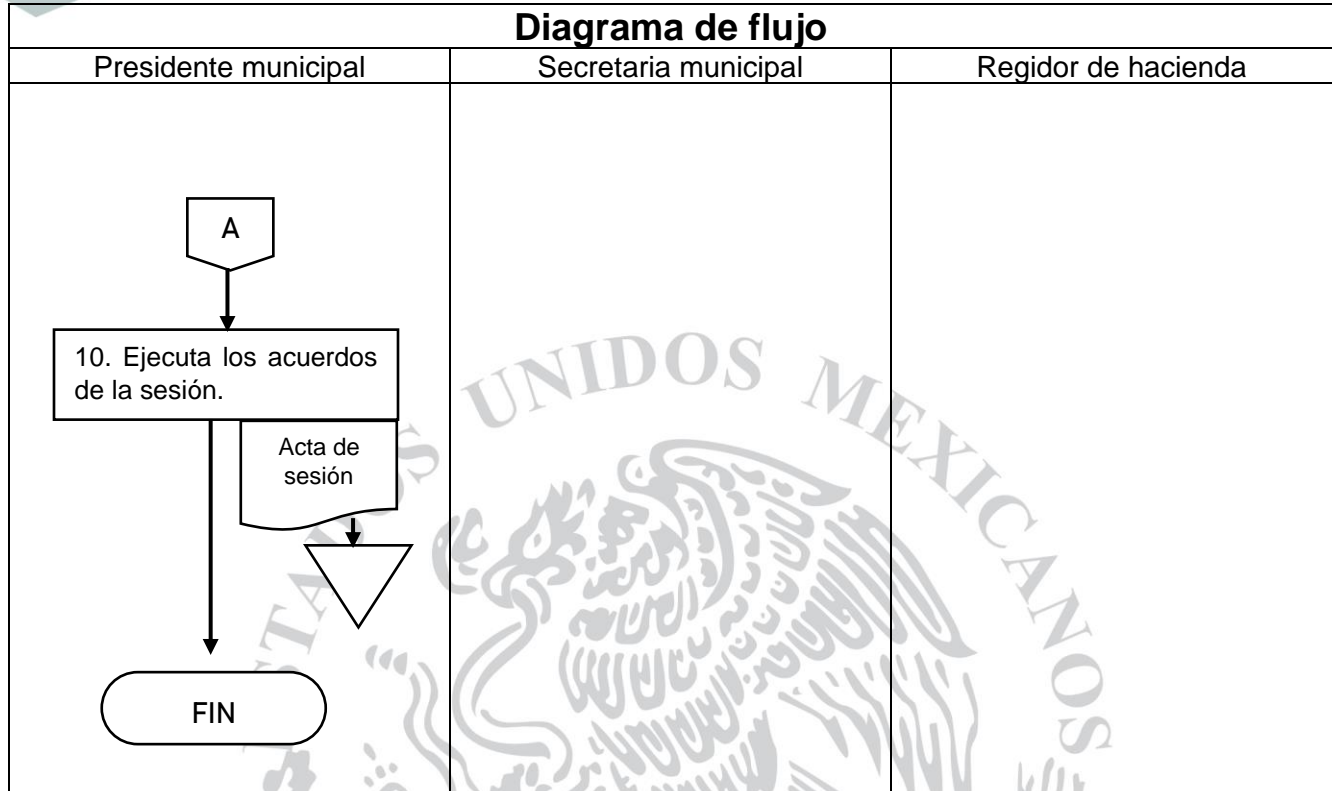 Diagrama de flujo
Presidente municipal
Secretaria municipal
Regidor de hacienda
A
10. Ejecuta los acuerdos
de la sesión.
Acta de
sesión
FIN
ESTADOS UNIDOS MEXICANOS